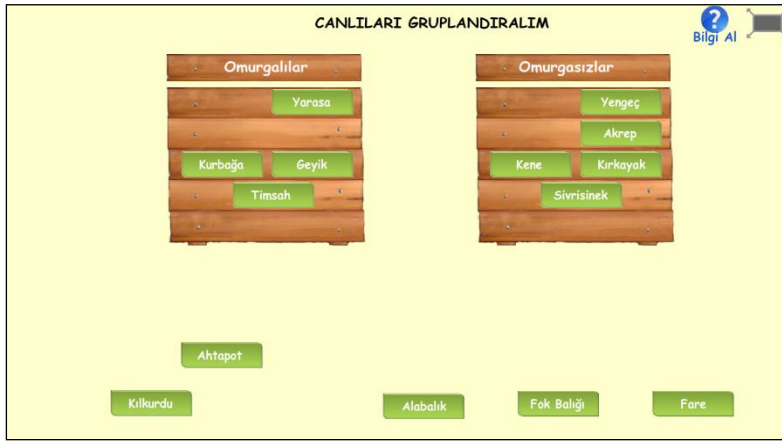 CANLILARI GRUPLANDIRALIM
Bilgi Al
Omurgalılar
Omurgasızlar
Yarasa
Yengeç
Akrep
Kurbağa
Geyik
Kene
Kırkayak
Timsah
Sivrisinek
Ahtapot
Kılkurdu
Alabalık
Fok Balığı
Fare